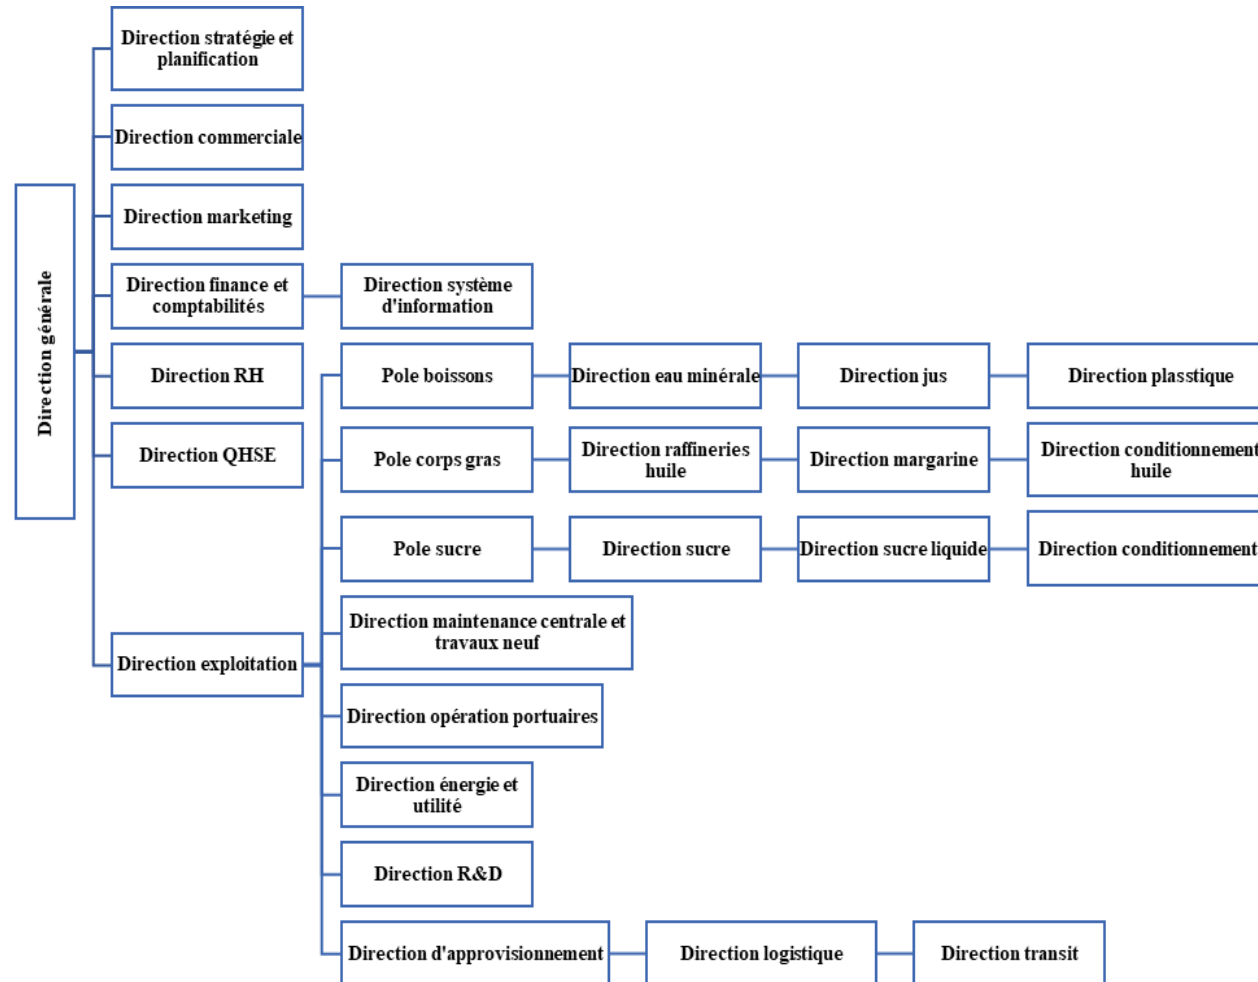 Direction générale
Direction stratégie et
planification
Direction commerciale
Direction marketing
Direction finance et
comptabilités
Direction système
d'information
Direction RH
Direction QHSE
Direction exploitation
Pole boissons
Direction eau minérale
Direction jus
Direction plasstique
Pole corps gras
Direction raffineries
huile
Direction margarine
Direction conditionnement
huile
Pole sucre
Direction sucre
Direction sucre liquide
Direction conditionnement
Direction maintenance centrale et
travaux neuf
Direction opération portuaires
Direction énergie et
utilité
Direction R&D
Direction d'approvisionnement
Direction logistique
Direction transit